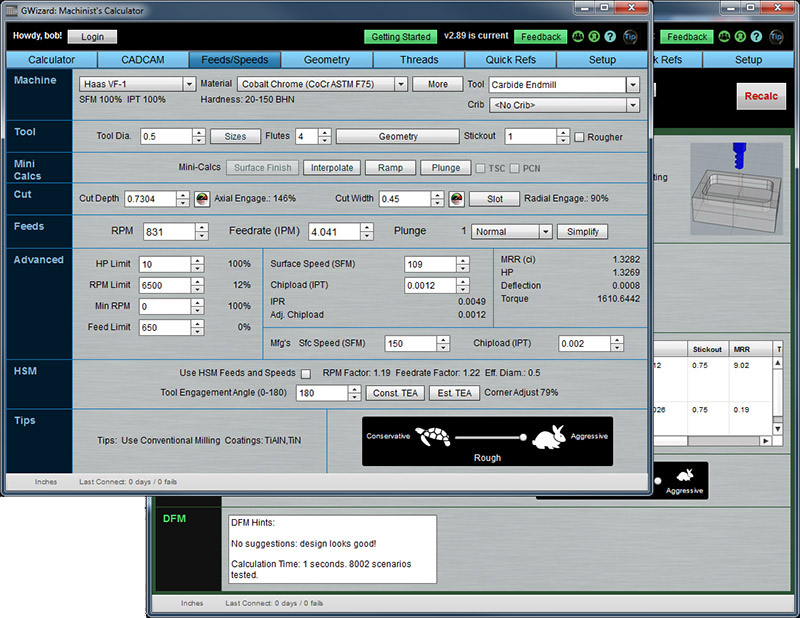 GWizard: Machinist's Calculator
Howdy, bob! Login Getting Started v2.89 is current Feedback Tip
Calculator CADCAM Feeds/Speeds Geometry Threads Quick Refs Setup
Machine Haas VF-1 Material Cobalt Chrome (CoCr ASTM F75) More Tool Carbide Endmill
SFM 100% IPT 100% Hardness: 20-150 BHN Crib <No Crib>
Tool Tool Dia. 0.5 Sizes Flutes 4 Geometry Stickout 1 Rougher
Mini Calcs Mini-Calcs Surface Finish Interpolate Ramp Plunge TSC PCN
Cut Cut Depth 0.7304 Axial Engage.: 146% Cut Width 0.45 Slot Radial Engage.: 90%
Feeds RPM 831 Feedrate (IPM) 4.041 Plunge 1 Normal Simplify
Advanced
HP Limit 10 100%
RPM Limit 6500 12%
Min RPM 0 100%
Feed Limit 650 0%
Surface Speed (SFM) 109
Chipload (IPT) 0.0012
IPR 0.0049
Adj. Chipload 0.0012
MRR (ci) 1.3282
HP 1.3269
Deflection 0.0008
Torque 1610.6442
Mfg's Sfc Speed (SFM) 150 Chipload (IPT) 0.002
HSM Use HSM Feeds and Speeds RPM Factor: 1.19 Feedrate Factor: 1.22 Eff. Diam.: 0.5
Tool Engagement Angle (0-180) 180 Const. TEA Est. TEA Corner Adjust 79%
Tips
Tips: Use Conventional Milling Coatings: TiAlN,TiN
Conservative Aggressive
Rough
Inches Last Connect: 0 days / 0 fails
Feedback Tip
k Refs Setup
Recalc
ting
Stickout MRR T
12 0.75 9.02
026 0.75 0.19
Aggressive
DFM
DFM Hints:
No suggestions: design looks good!
Calculation Time: 1 seconds. 8002 scenarios
tested.
Inches Last Connect: 0 days / 0 fails